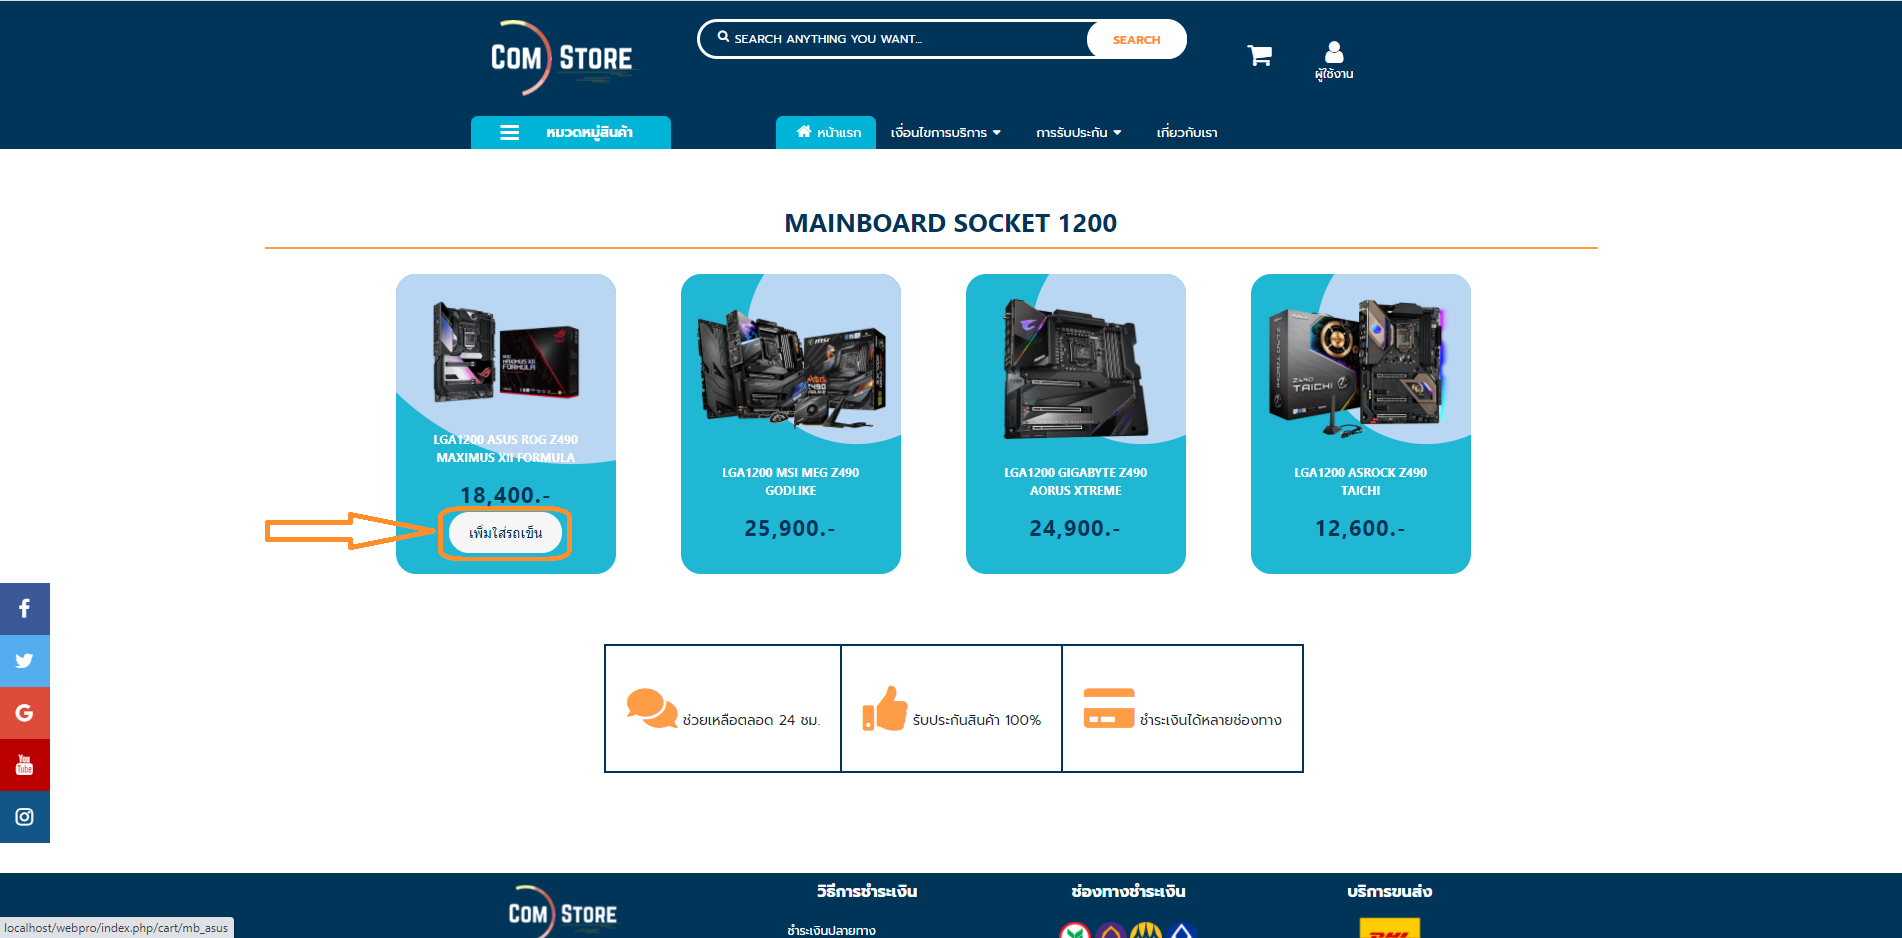 COM STORE
SEARCH ANYTHING YOU WANT...
SEARCH
ผู้ใช้งาน
หมวดหมู่สินค้า
หน้าแรก
เงื่อนไขการบริการ
การรับประกัน
เกี่ยวกับเรา
MAINBOARD SOCKET 1200
LGA1200 ASUS ROG Z490
MAXIMUS XII FORMULA
18,400.-
เพิ่มใส่รถเข็น
MSI
LGA1200 MSI MEG Z490
GODLIKE
25,900.-
LGA1200 GIGABYTE Z490
AORUS XTREME
24,900.-
Z490
TAICHI
LGA1200 ASROCK Z490
TAICHI
12,600.-
You
Tube
ช่วยเหลือตลอด 24 ชม.
รับประกันสินค้า 100%
ชำระเงินได้หลายช่องทาง
COM STORE
วิธีการชำระเงิน
ชำระเงินปลายทาง
ช่องทางชำระเงิน
บริการขนส่ง
DHL
localhost/webpro/index.php/cart/mb_asus